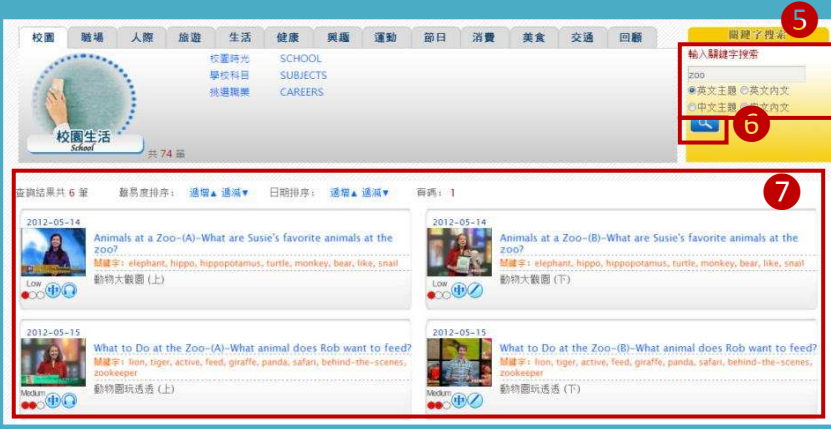 5
校園 職場 人際 旅遊 生活 健康 興趣 運動 節日 消費 美食 交通 回顧
關鍵字搜索
校園時光 SCHOOL
學校科目 SUBJECTS
挑選職業 CAREERS
輸入關鍵字搜索
zoo
英文主題 英文內文
中文主題 中文內文
6
校園生活
School
共 74 筆
7
查詢結果共 6 筆 難易度排序: 遞增▲ 遞減▼ 日期排序: 遞增▲ 遞減▼ 頁碼: 1
2012-05-14
Animals at a Zoo-(A)-What are Susie's favorite animals at the
zoo?
關鍵字: elephant, hippo, hippopotamus, turtle, monkey, bear, like, snail
動物大觀園 (上)
Low
2012-05-14
Animals at a Zoo-(B)-What are Susie's favorite animals at the
zoo?
關鍵字: elephant, hippo, hippopotamus, turtle, monkey, bear, like, snail
動物大觀園 (下)
Low
2012-05-15
What to Do at the Zoo-(A)-What animal does Rob want to feed?
關鍵字: lion, tiger, active, feed, giraffe, panda, safari, behind-the-scenes,
zookeeper
動物園玩透透 (上)
Medium
2012-05-15
What to Do at the Zoo-(B)-What animal does Rob want to feed?
關鍵字: lion, tiger, active, feed, giraffe, panda, safari, behind-the-scenes,
zookeeper
動物園玩透透 (下)
Medium